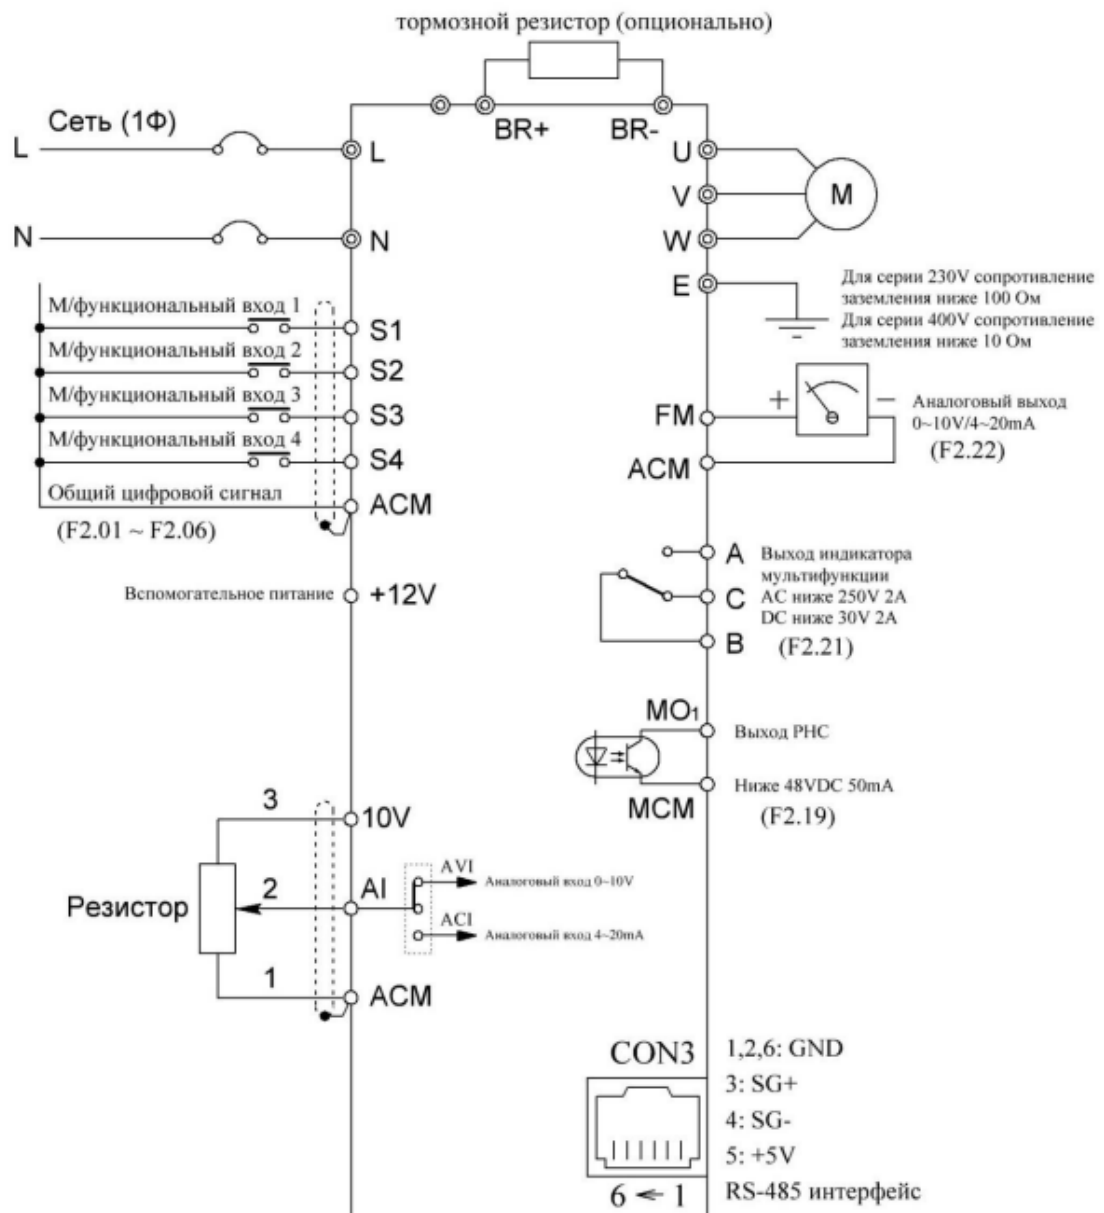 тормозной резистор (опционально)
BR+
BR-
Сеть (1Ф)
L
L
N
N
U
V
W
M
E
Для серии 230V сопротивление
заземления ниже 100 Ом
Для серии 400V сопротивление
заземления ниже 10 Ом
М/функциональный вход 1
S1
М/функциональный вход 2
S2
М/функциональный вход 3
S3
М/функциональный вход 4
S4
Общий цифровой сигнал
ACM
(F2.01 ~ F2.06)
FM
+
−
ACM
Аналоговый выход
0~10V/4~20mA
(F2.22)
Вспомогательное питание
+12V
A
C
B
Выход индикатора
мультифункции
AC ниже 250V 2A
DC ниже 30V 2A
(F2.21)
MO1
Выход PHC
MCM
Ниже 48VDC 50mA
(F2.19)
3
10V
Резистор
2
AI
AVI
Аналоговый вход 0~10V
ACI
Аналоговый вход 4~20mA
1
ACM
CON3
6 ← 1
1,2,6: GND
3: SG+
4: SG-
5: +5V
RS-485 интерфейс